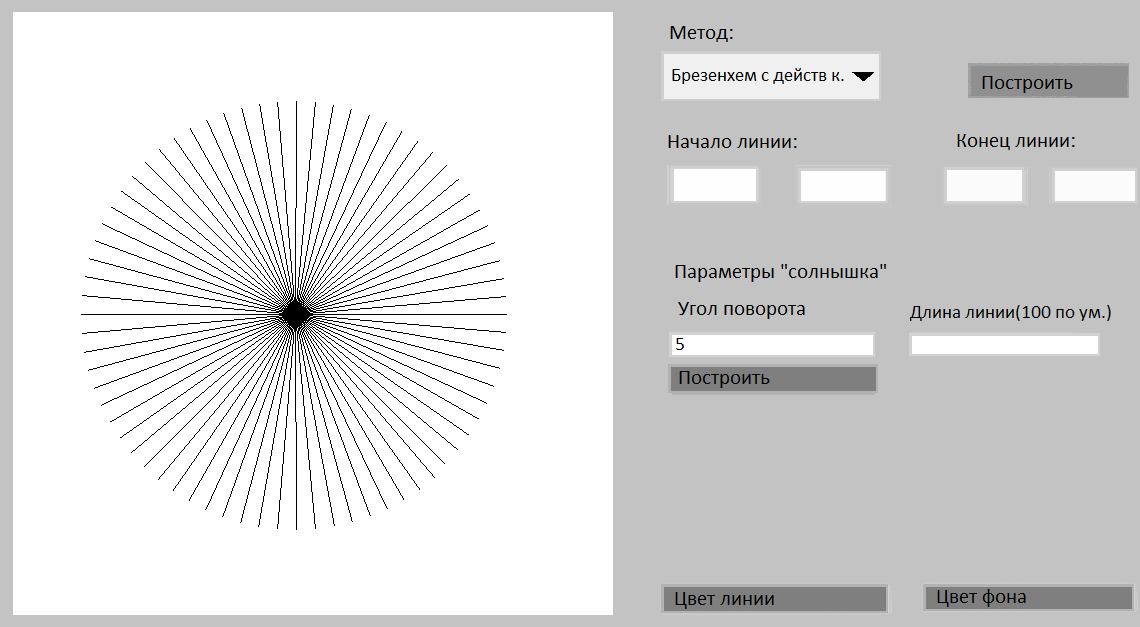 Метод:
Брезенхем с действ к.
Построить
Начало линии:
Конец линии:
Параметры "солнышка"
Угол поворота
Длина линии(100 по ум.)
5
Построить
Цвет линии
Цвет фона